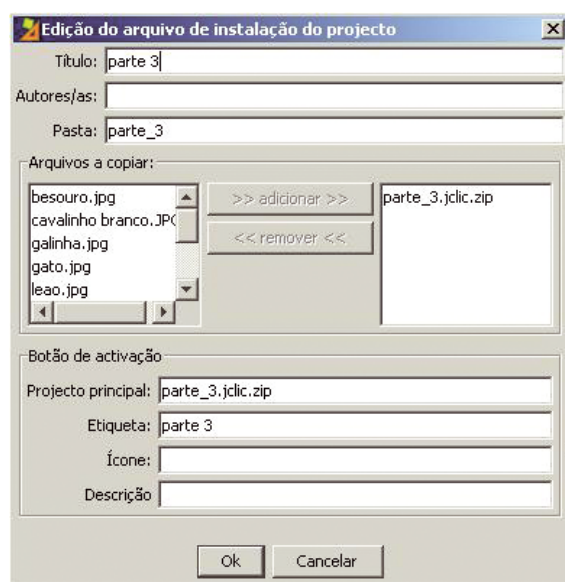 Edição do arquivo de instalação do projecto
Título: parte 3
Autores/as:
Pasta: parte_3
Arquivos a copiar:
besouro.jpg
cavalinho branco.JP
galinha.jpg
gato.jpg
leao.jpg
>> adicionar >>
<< remover <<
parte_3.jclic.zip
Botão de activação
Projecto principal: parte_3.jclic.zip
Etiqueta: parte 3
Ícone:
Descrição
Ok Cancelar